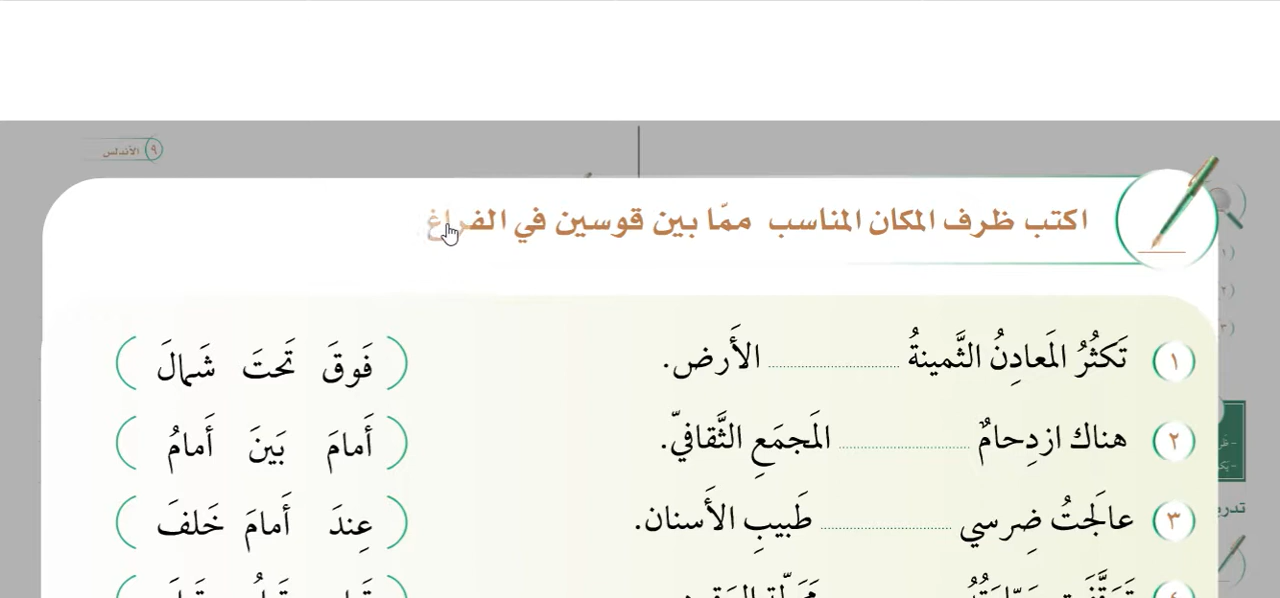 ٩ الأندلس
اكتب ظرف المكان المناسب ممّا بين قوسين في الفراغ
١ تَكثُرُ المَعادِنُ الثَّمينةُ ........ الأَرض. ( فَوقَ تَحتَ شَمالَ )
٢ هناك ازدِحامٌ ........ المَجمَعِ الثَّقافيّ. ( أَمامَ بَينَ أَمامُ )
٣ عالَجتُ ضِرسي ........ طَبيبِ الأَسنان. ( عِندَ أَمامَ خَلفَ )